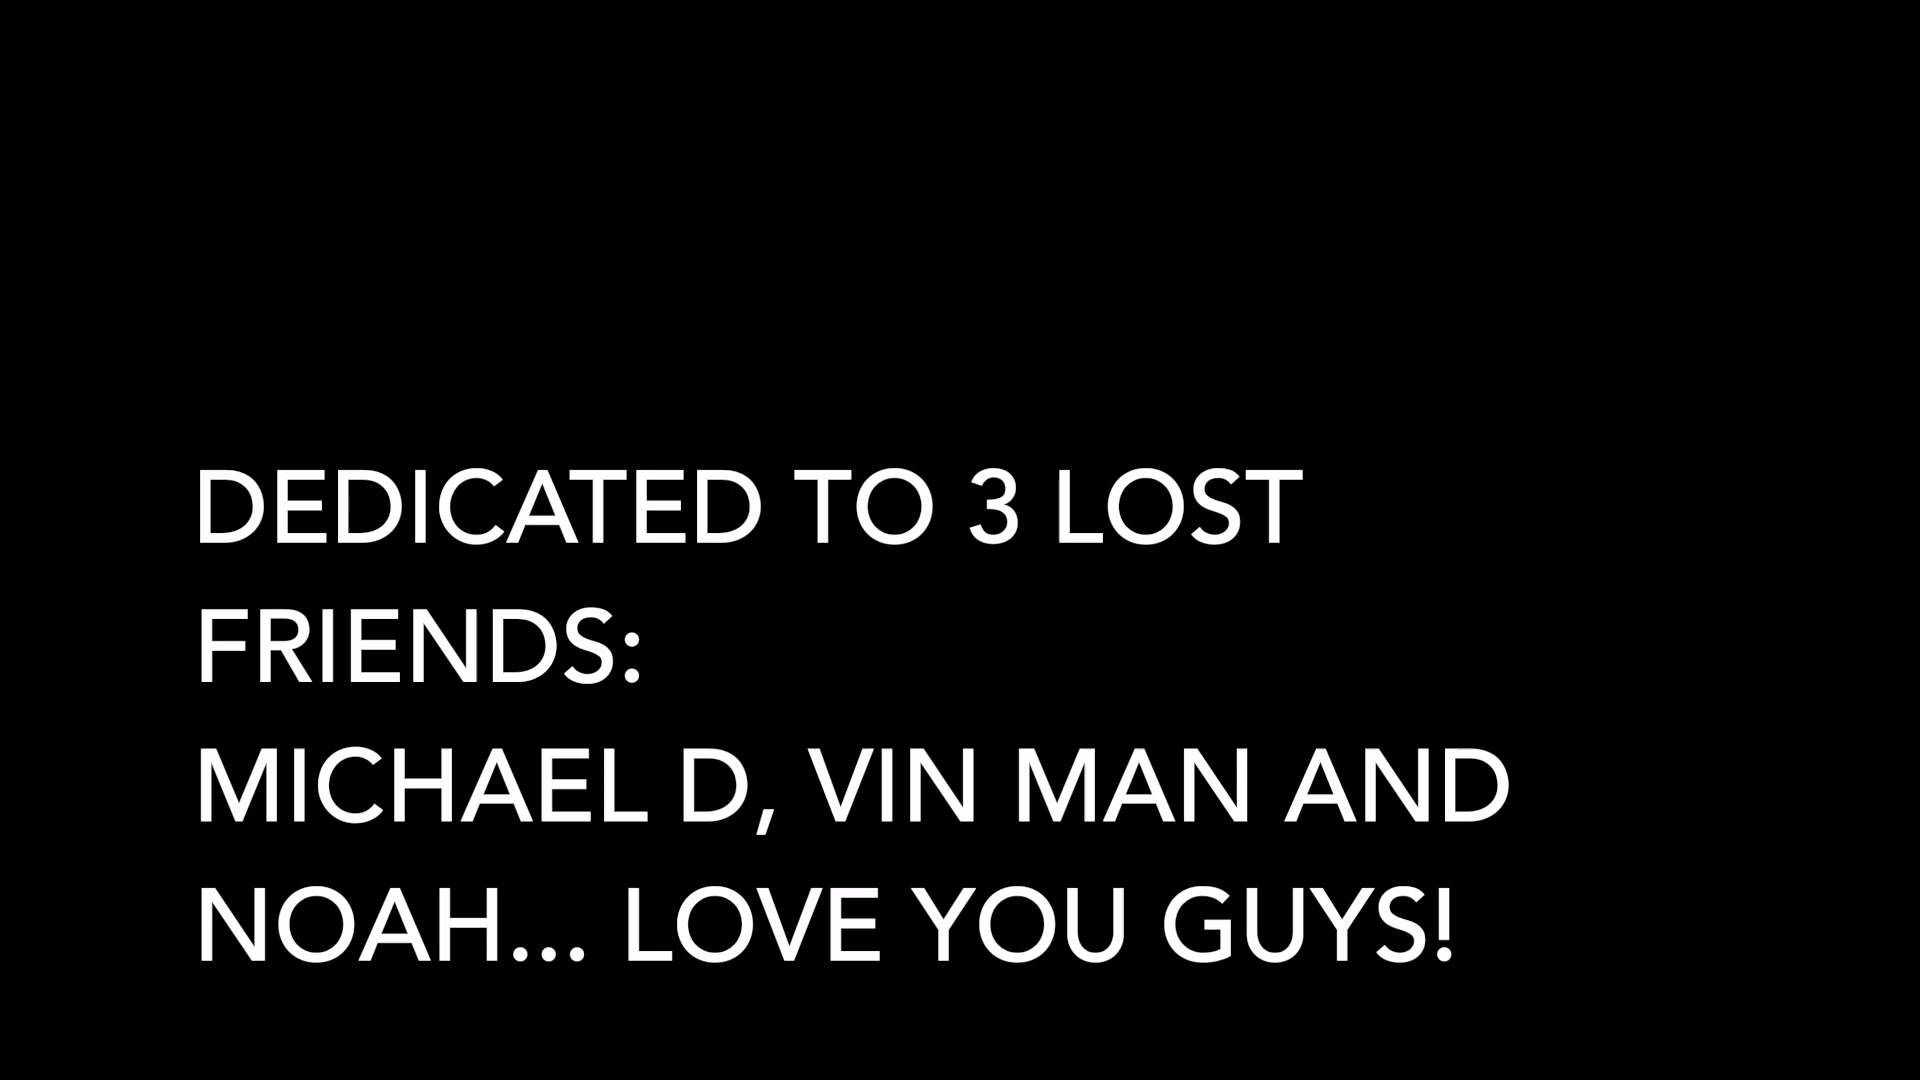 DEDICATED TO 3 LOST
FRIENDS:
MICHAEL D, VIN MAN AND
NOAH... LOVE YOU GUYS!